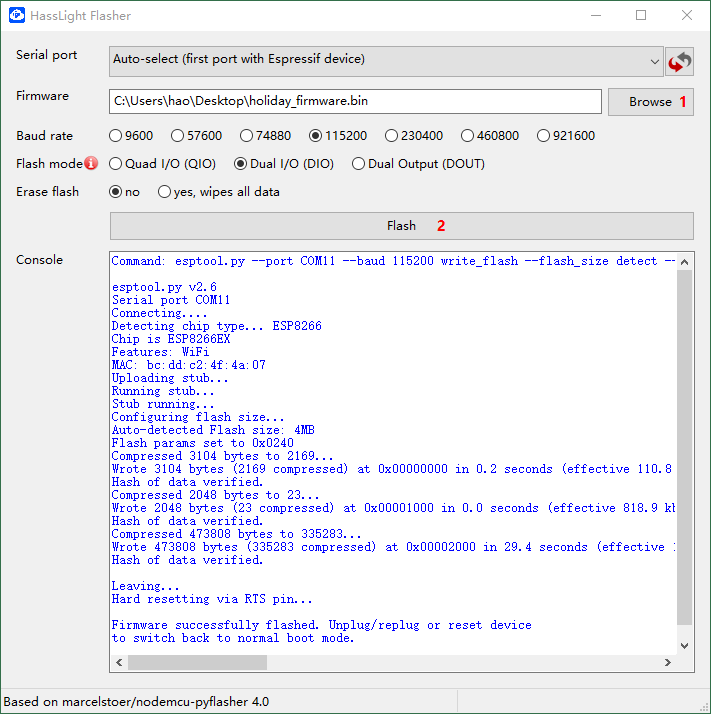 HassLight Flasher
Serial port
Auto-select (first port with Espressif device)
Firmware
C:\Users\hao\Desktop\holiday_firmware.bin
Browse 1
Baud rate 9600 57600 74880 115200 230400 460800 921600
Flash mode Quad I/O (QIO) Dual I/O (DIO) Dual Output (DOUT)
Erase flash no yes, wipes all data
Flash 2
Console
Command: esptool.py --port COM11 --baud 115200 write_flash --flash_size detect --
esptool.py v2.6
Serial port COM11
Connecting....
Detecting chip type... ESP8266
Chip is ESP8266EX
Features: WiFi
MAC: bc:dd:c2:4f:4a:07
Uploading stub...
Running stub...
Stub running...
Configuring flash size...
Auto-detected Flash size: 4MB
Flash params set to 0x0240
Compressed 3104 bytes to 2169...
Wrote 3104 bytes (2169 compressed) at 0x00000000 in 0.2 seconds (effective 110.8
Hash of data verified.
Compressed 2048 bytes to 23...
Wrote 2048 bytes (23 compressed) at 0x00001000 in 0.0 seconds (effective 818.9 kb
Hash of data verified.
Compressed 473808 bytes to 335283...
Wrote 473808 bytes (335283 compressed) at 0x00002000 in 29.4 seconds (effective
Hash of data verified.
Leaving...
Hard resetting via RTS pin...
Firmware successfully flashed. Unplug/replug or reset device
to switch back to normal boot mode.
Based on marcelstoer/nodemcu-pyflasher 4.0